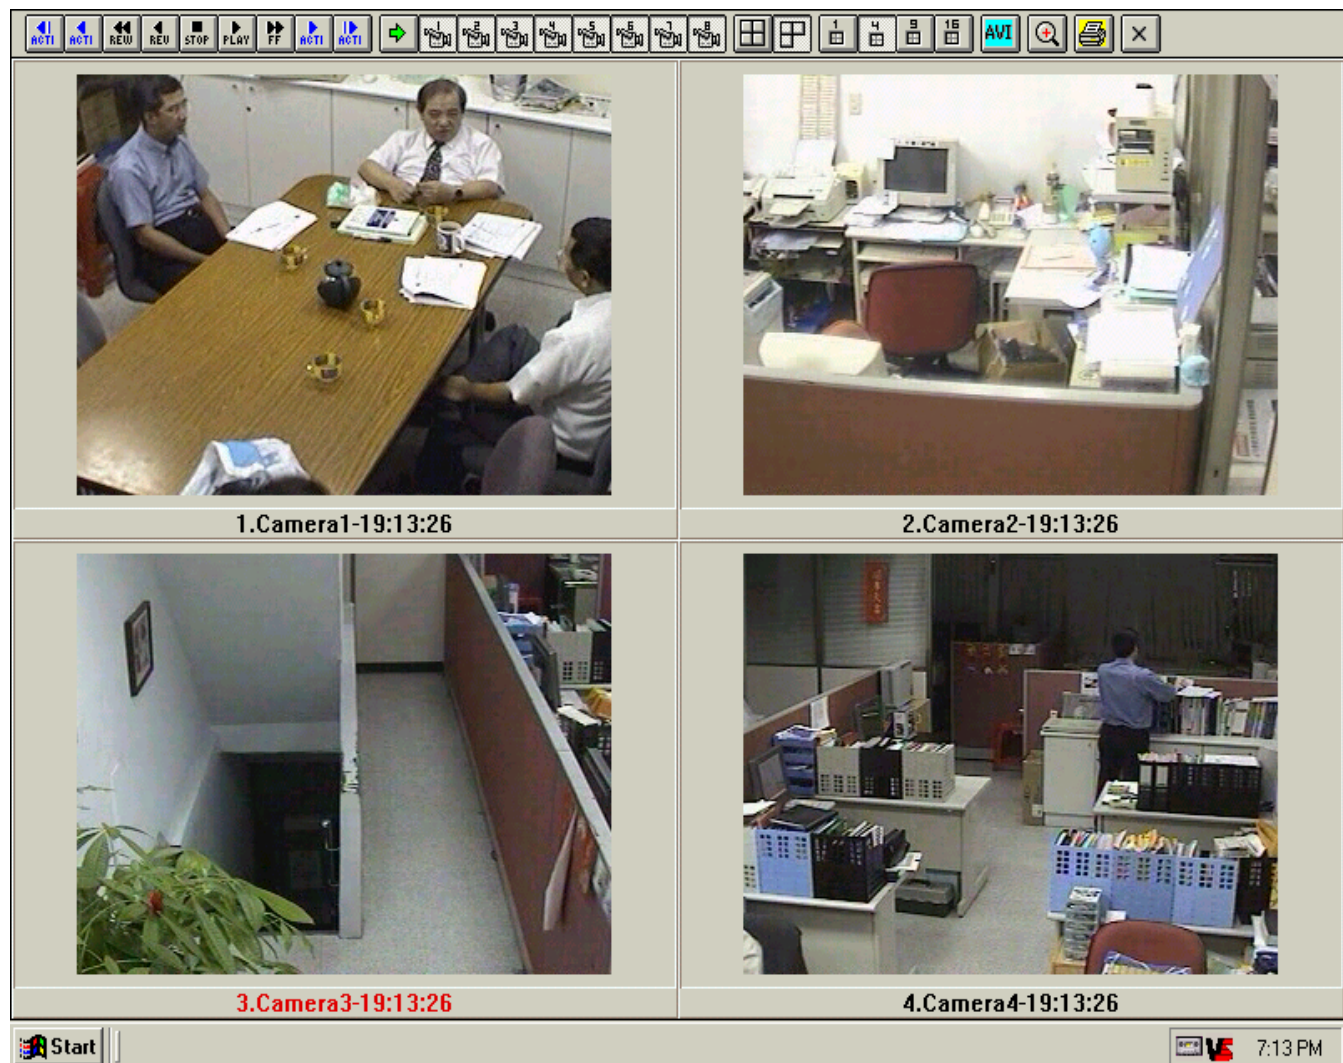 ACTI ACTI REW REV STOP PLAY FF ACTI ACTI 1 2 3 4 5 6 7 8 1 4 9 16 AVI
1.Camera1-19:13:26
2.Camera2-19:13:26
3.Camera3-19:13:26
4.Camera4-19:13:26
Start
7:13 PM